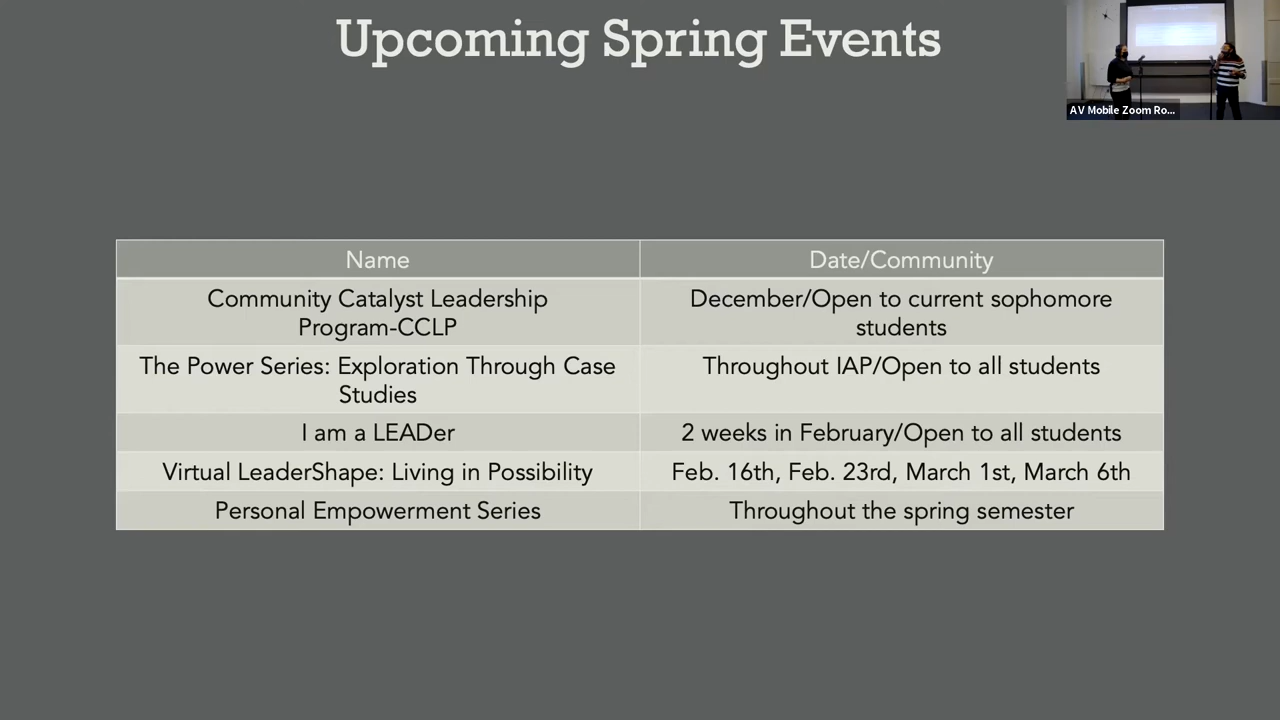 Upcoming Spring Events
AV Mobile Zoom Ro...
Name
Date/Community
Community Catalyst Leadership
Program-CCLP
December/Open to current sophomore
students
The Power Series: Exploration Through Case
Studies
Throughout IAP/Open to all students
I am a LEADer
2 weeks in February/Open to all students
Virtual LeaderShape: Living in Possibility
Feb. 16th, Feb. 23rd, March 1st, March 6th
Personal Empowerment Series
Throughout the spring semester